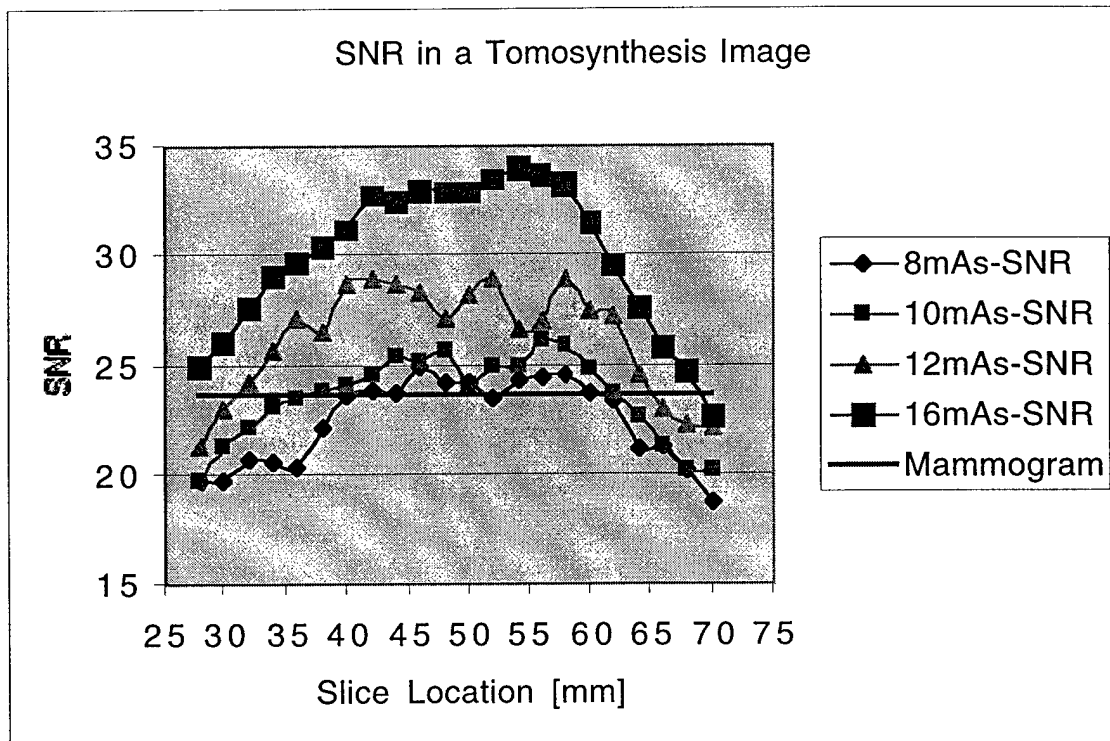 SNR in a Tomosynthesis Image
35
30
25
20
15
SNR
25 30 35 40 45 50 55 60 65 70 75
Slice Location [mm]
8mAs-SNR
10mAs-SNR
12mAs-SNR
16mAs-SNR
Mammogram